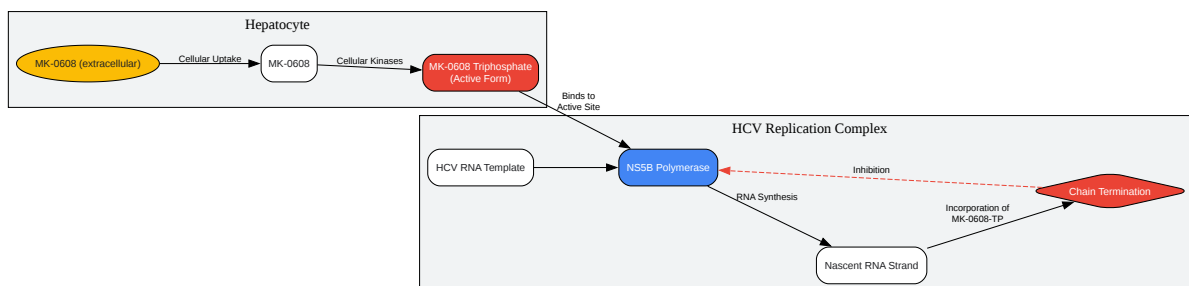 Hepatocyte
MK-0608 (extracellular)
Cellular Uptake
MK-0608
Cellular Kinases
MK-0608 Triphosphate
(Active Form)
Binds to
Active Site
HCV Replication Complex
HCV RNA Template
NS5B Polymerase
Inhibition
Chain Termination
RNA Synthesis
Incorporation of
MK-0608-TP
Nascent RNA Strand